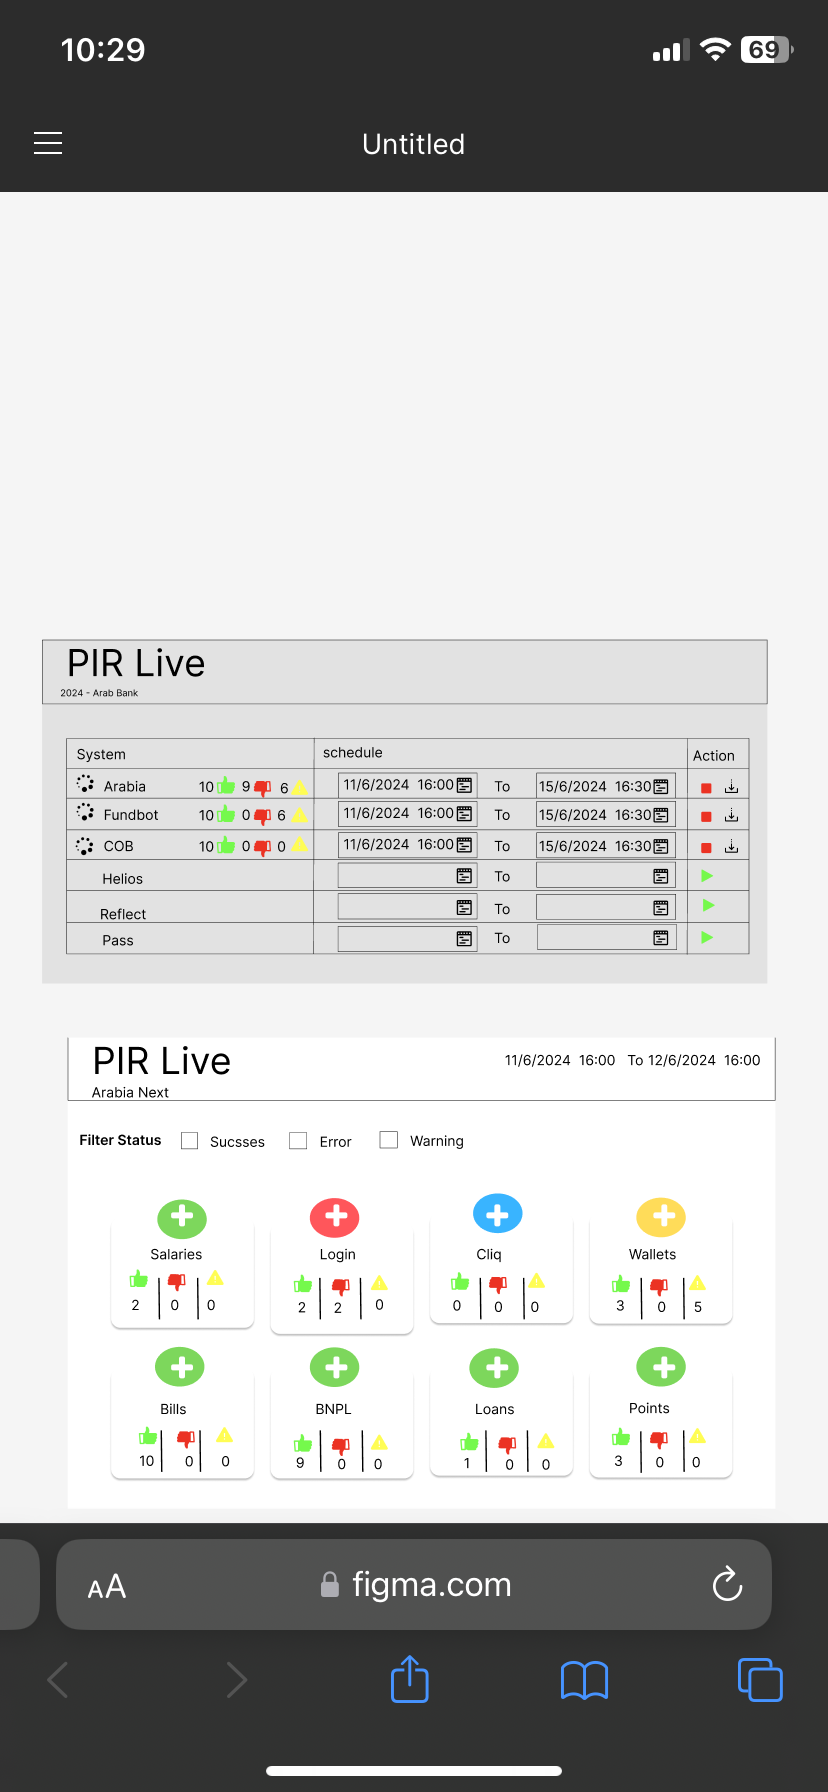 10:29
69
Untitled
PIR Live
2024 - Arab Bank
System schedule Action
Arabia 10 9 6 11/6/2024 16:00 To 15/6/2024 16:30
Fundbot 10 0 6 11/6/2024 16:00 To 15/6/2024 16:30
COB 10 0 0 11/6/2024 16:00 To 15/6/2024 16:30
Helios To
Reflect To
Pass To
PIR Live 11/6/2024 16:00 To 12/6/2024 16:00
Arabia Next
Filter Status Sucsses Error Warning
Salaries Login Cliq Wallets
2 0 0 2 2 0 0 0 0 3 0 5
Bills BNPL Loans Points
10 0 0 9 0 0 1 0 0 3 0 0
AA figma.com